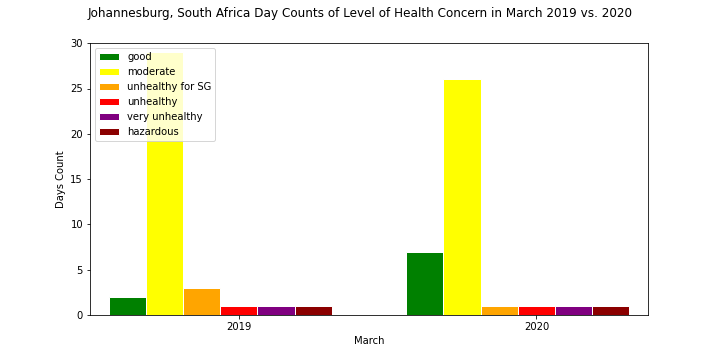 Johannesburg, South Africa Day Counts of Level of Health Concern in March 2019 vs. 2020
30
25
20
15
10
5
0
Days Count
good
moderate
unhealthy for SG
unhealthy
very unhealthy
hazardous
2019
2020
March